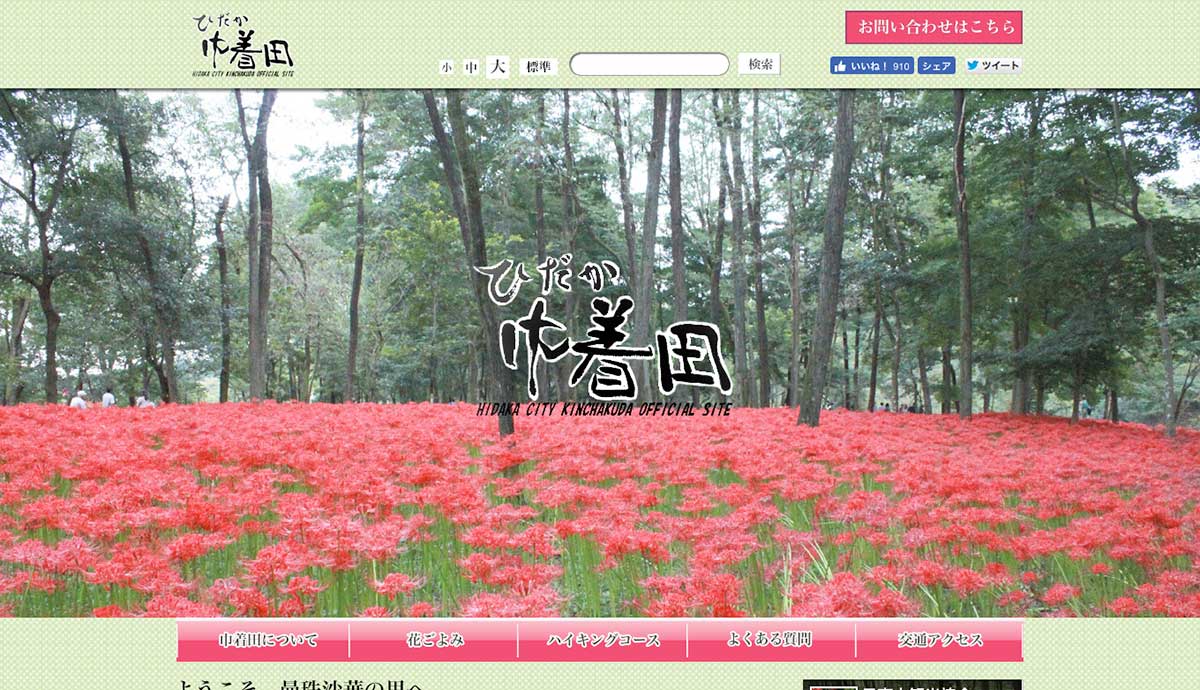 ひだか
巾着田
HIDAKA CITY KINCHAKUDA OFFICIAL SITE
小 中 大 標準
検索
お問い合わせはこちら
いいね！ 910 シェア ツイート
ひだか
巾着田
HIDAKA CITY KINCHAKUDA OFFICIAL SITE
巾着田について 花ごよみ ハイキングコース よくある質問 交通アクセス
ようこそ、曼珠沙華の里へ